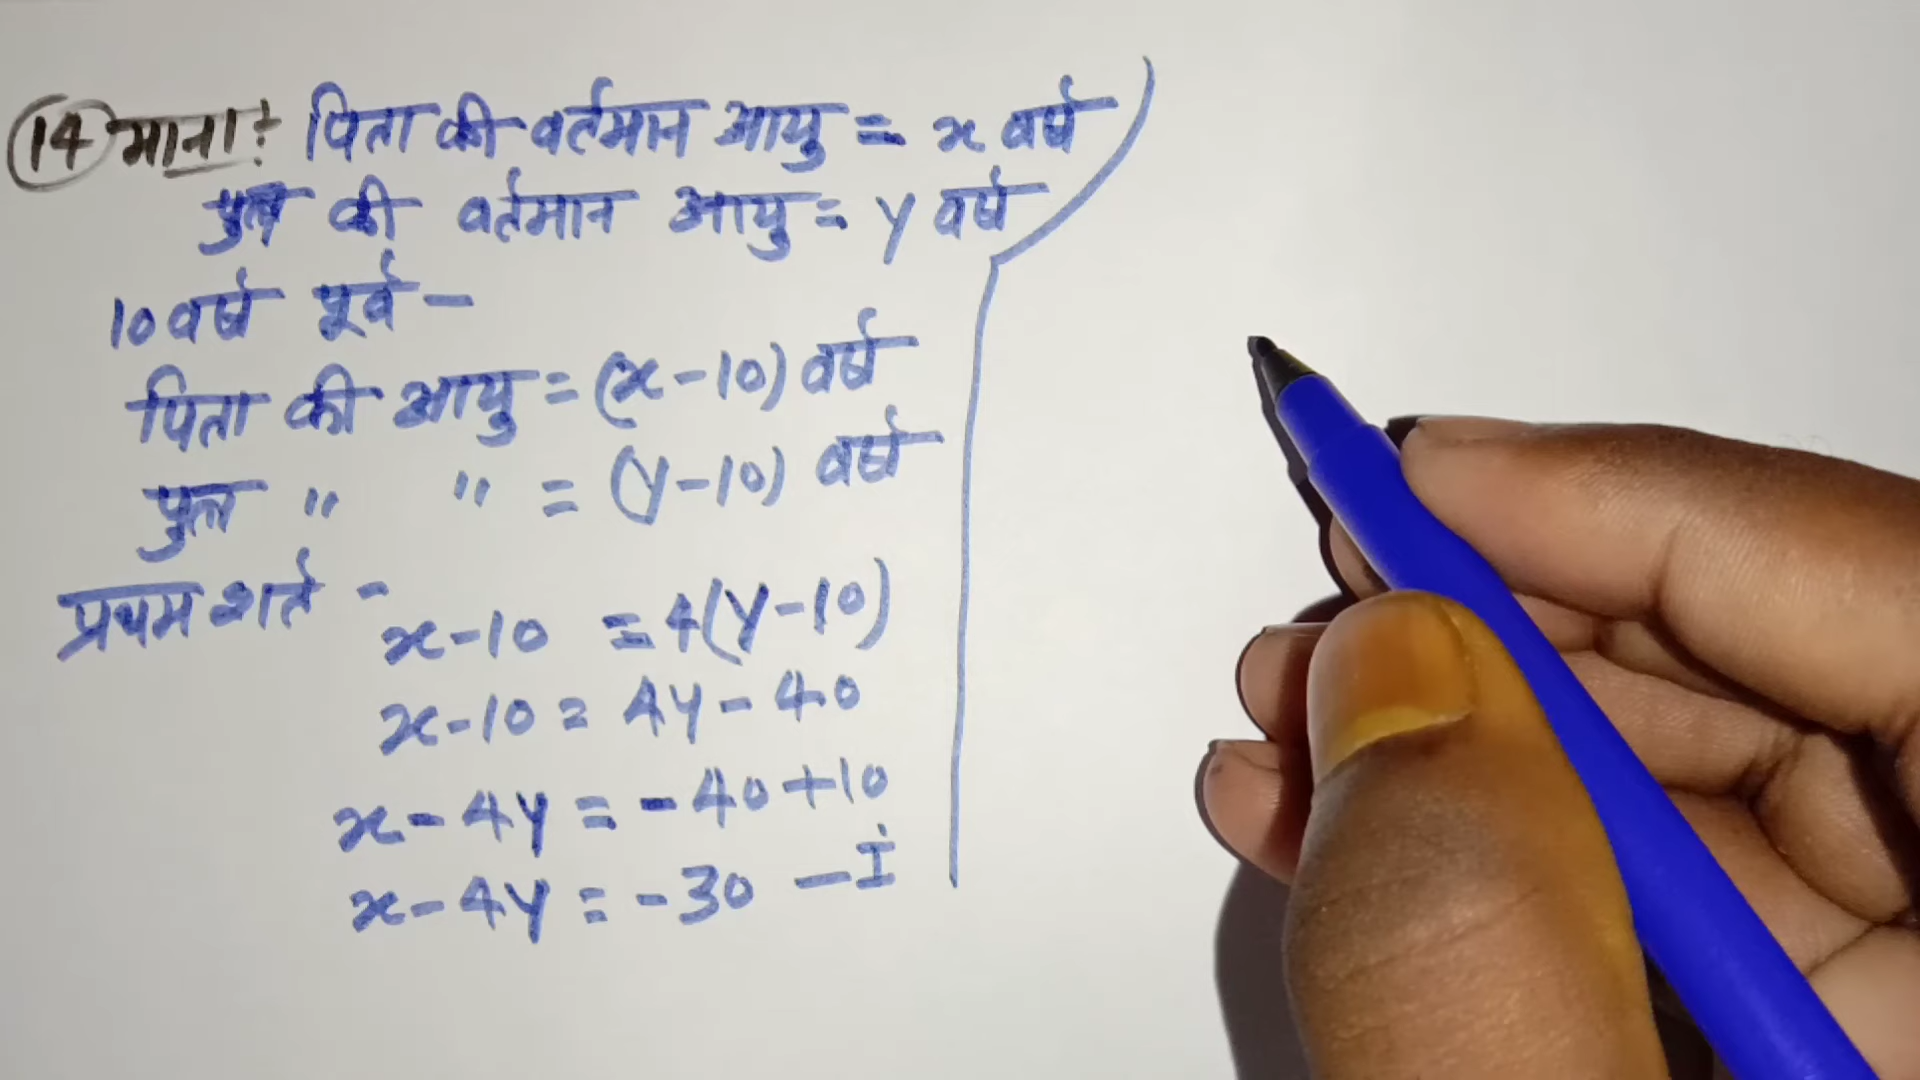 14 माना: पिता की वर्तमान आयु = x वर्ष
पुत्र की वर्तमान आयु = y वर्ष
10 वर्ष पूर्व -
पिता की आयु = (x-10) वर्ष
पुत्र " " = (y-10) वर्ष
प्रथम शर्त -
x-10 = 4(y-10)
x-10 = 4y-40
x-4y = -40+10
x-4y = -30 - I